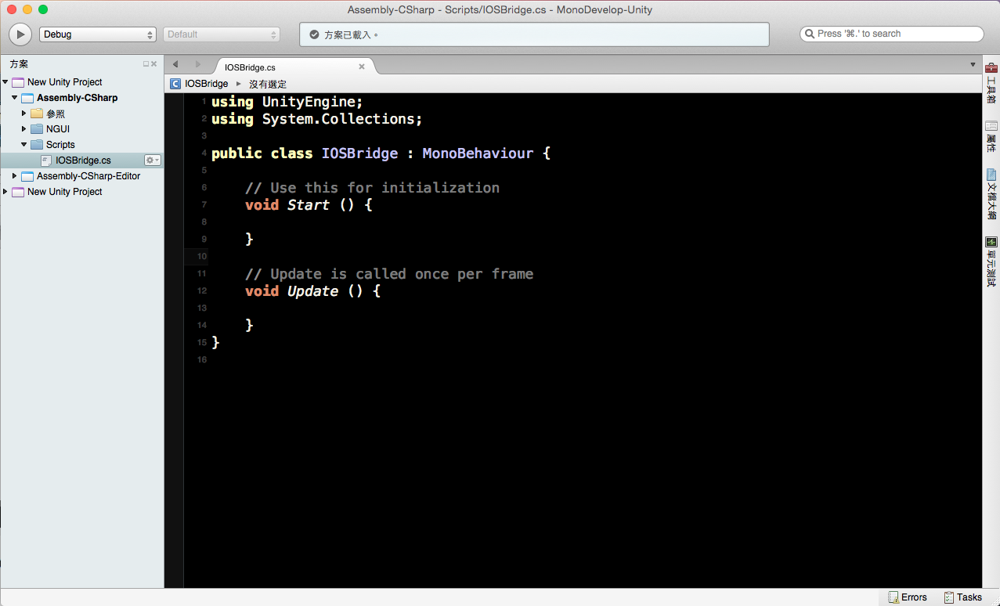 Assembly-CSharp - Scripts/IOSBridge.cs - MonoDevelop-Unity
Debug
Default
方案已載入。
Press '⌘.' to search
方案
New Unity Project
Assembly-CSharp
參照
NGUI
Scripts
IOSBridge.cs
Assembly-CSharp-Editor
New Unity Project
IOSBridge.cs
C IOSBridge ▸ 沒有選定
1 using UnityEngine;
2 using System.Collections;
3
4 public class IOSBridge : MonoBehaviour {
5
6 // Use this for initialization
7 void Start () {
8
9 }
10
11 // Update is called once per frame
12 void Update () {
13
14 }
15 }
16
工具箱
屬性
文檔大綱
單元測試
Errors
Tasks